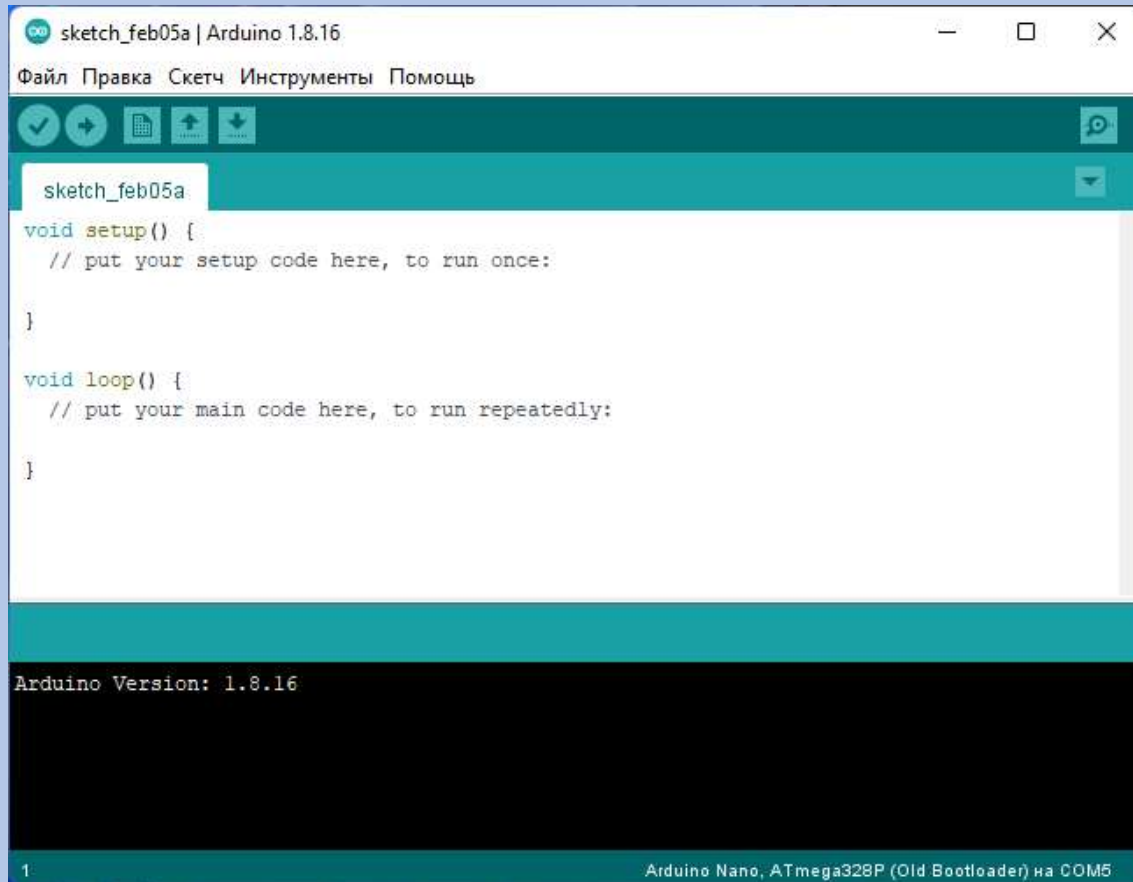 sketch_feb05a | Arduino 1.8.16
Файл Правка Скетч Инструменты Помощь
sketch_feb05a
void setup() {
  // put your setup code here, to run once:
}
void loop() {
  // put your main code here, to run repeatedly:
}
Arduino Version: 1.8.16
1
Arduino Nano, ATmega328P (Old Bootloader) на COM5